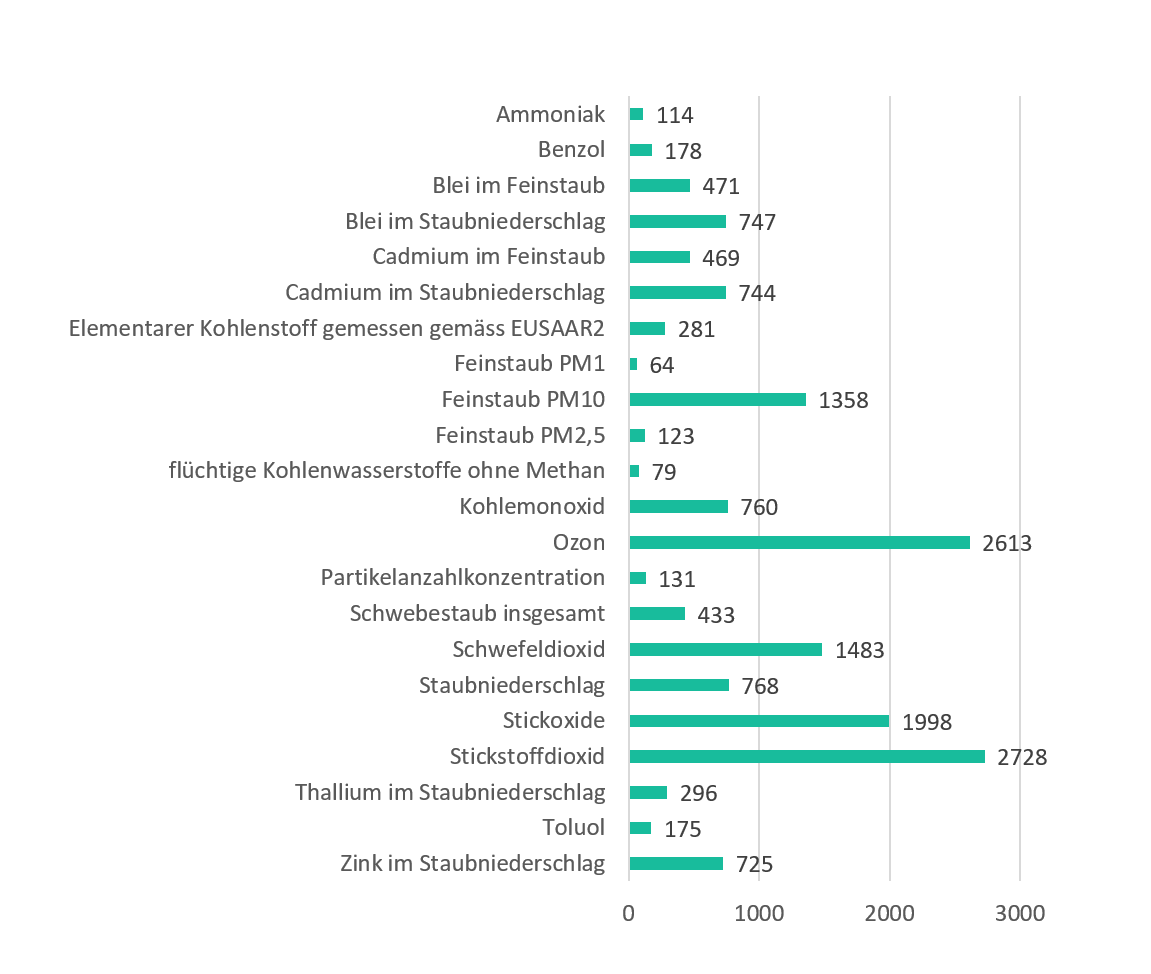 Ammoniak 114
Benzol 178
Blei im Feinstaub 471
Blei im Staubniederschlag 747
Cadmium im Feinstaub 469
Cadmium im Staubniederschlag 744
Elementarer Kohlenstoff gemessen gemäss EUSAAR2 281
Feinstaub PM1 64
Feinstaub PM10 1358
Feinstaub PM2,5 123
flüchtige Kohlenwasserstoffe ohne Methan 79
Kohlemonoxid 760
Ozon 2613
Partikelanzahlkonzentration 131
Schwebestaub insgesamt 433
Schwefeldioxid 1483
Staubniederschlag 768
Stickoxide 1998
Stickstoffdioxid 2728
Thallium im Staubniederschlag 296
Toluol 175
Zink im Staubniederschlag 725
0 1000 2000 3000